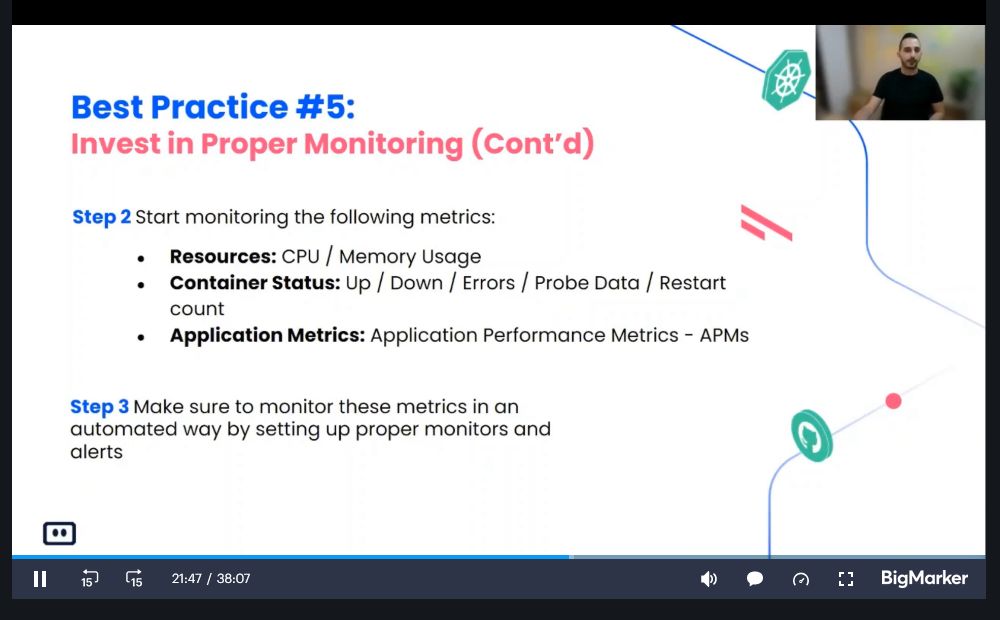 Best Practice #5:
Invest in Proper Monitoring (Cont'd)
Step 2 Start monitoring the following metrics:
• Resources: CPU / Memory Usage
• Container Status: Up / Down / Errors / Probe Data / Restart
count
• Application Metrics: Application Performance Metrics - APMs
Step 3 Make sure to monitor these metrics in an
automated way by setting up proper monitors and
alerts
15 15 21:47 / 38:07 BigMarker